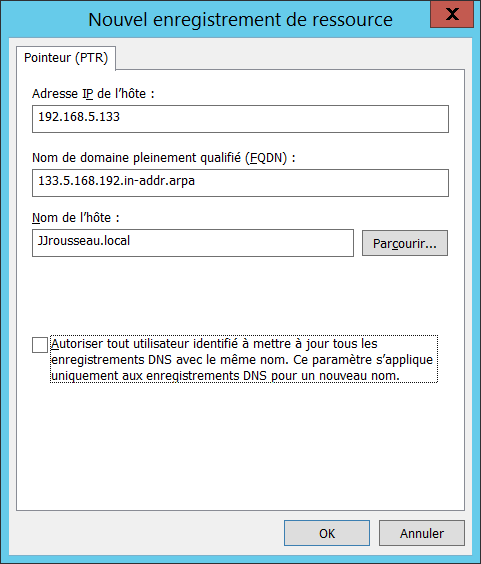 Nouvel enregistrement de ressource
X
Pointeur (PTR)
Adresse IP de l’hôte :
192.168.5.133
Nom de domaine pleinement qualifié (FQDN) :
133.5.168.192.in-addr.arpa
Nom de l’hôte :
JJrousseau.local
Parcourir...
Autoriser tout utilisateur identifié à mettre à jour tous les
enregistrements DNS avec le même nom. Ce paramètre s’applique
uniquement aux enregistrements DNS pour un nouveau nom.
OK
Annuler